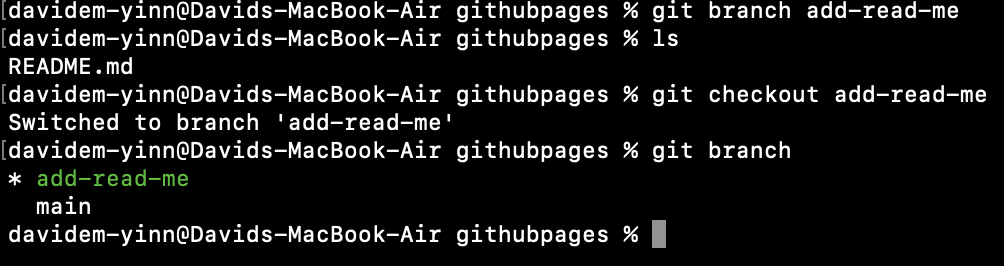 [davidem-yinn@Davids-MacBook-Air githubpages % git branch add-read-me
[davidem-yinn@Davids-MacBook-Air githubpages % ls
README.md
[davidem-yinn@Davids-MacBook-Air githubpages % git checkout add-read-me
Switched to branch 'add-read-me'
[davidem-yinn@Davids-MacBook-Air githubpages % git branch
* add-read-me
  main
davidem-yinn@Davids-MacBook-Air githubpages %